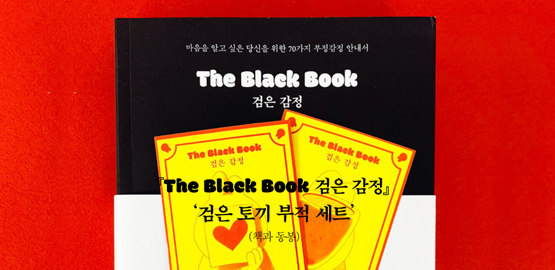 마음을 알고 싶은 당신을 위한 70가지 부정감정 안내서
The Black Book
검은 감정
The Black Book
검은 감정
The Black Book
검은 감정
『The Black Book 검은 감정』
‘검은 토끼 부적 세트’
(책과 동봉)